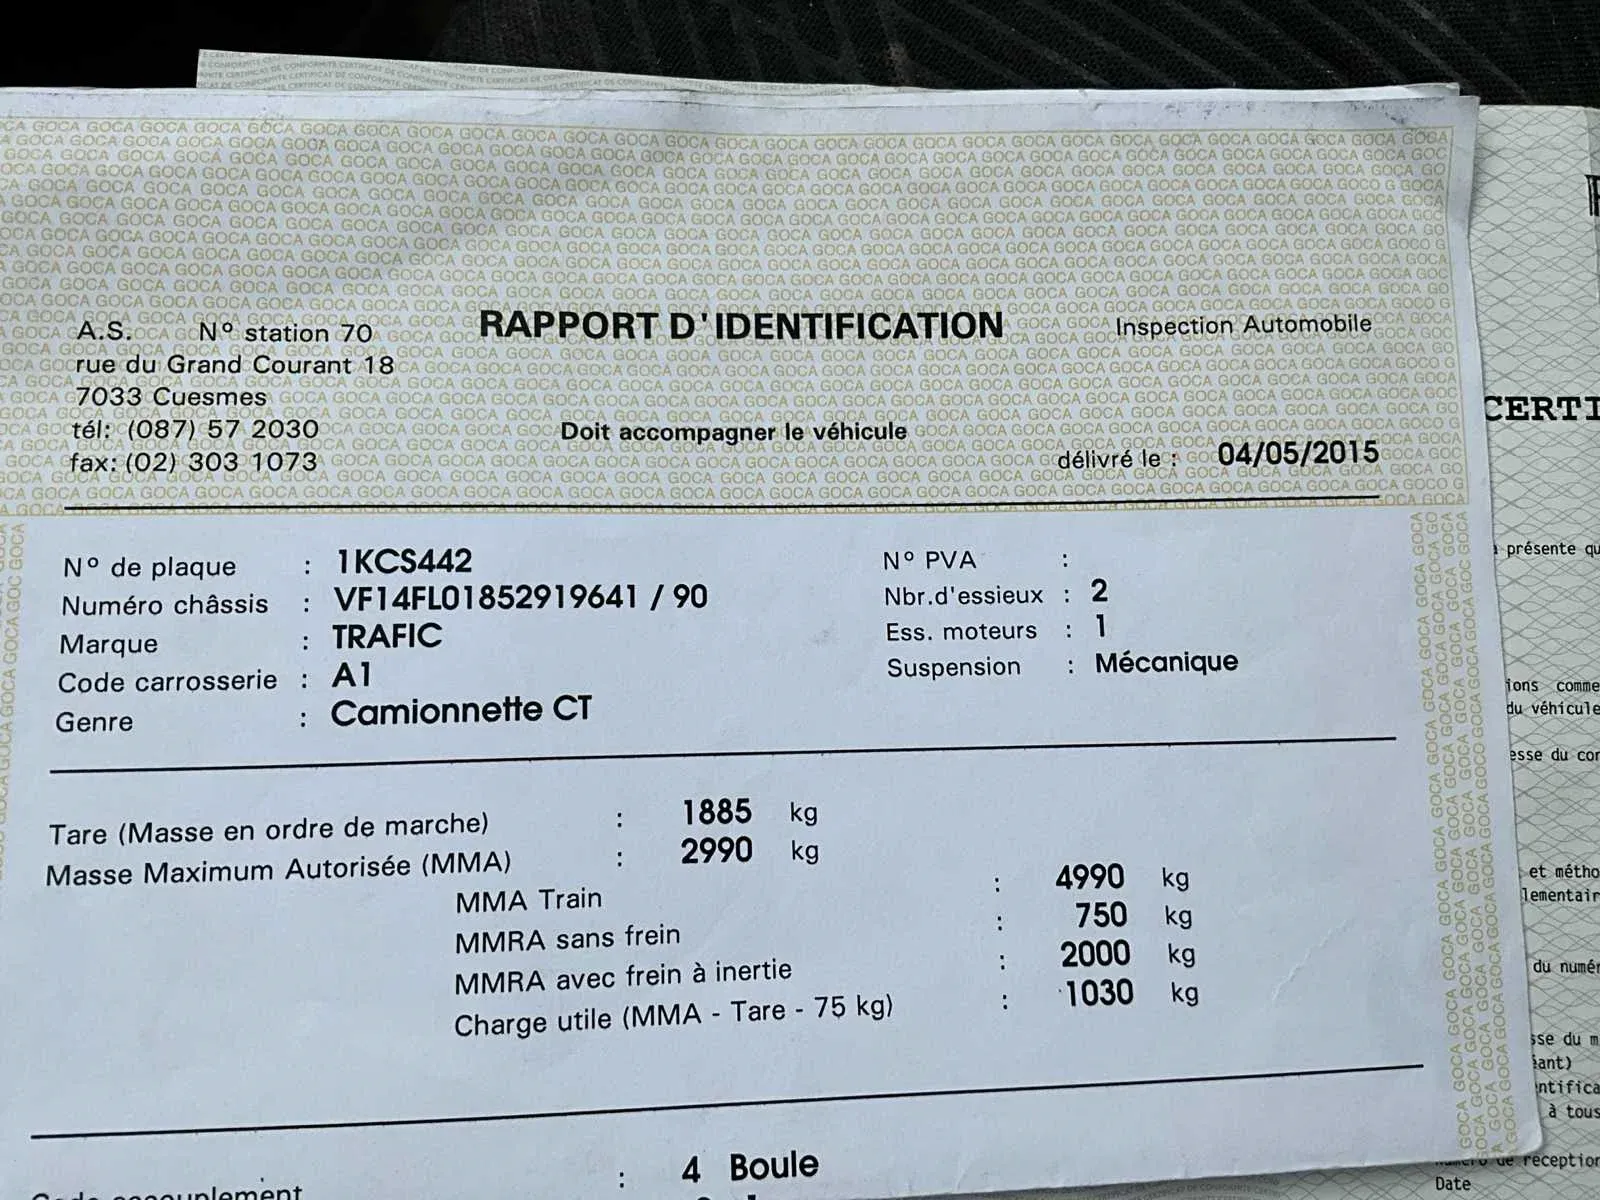 A.S. N° station 70
rue du Grand Courant 18
7033 Cuesmes
tél: (087) 57 2030
fax: (02) 303 1073
RAPPORT D'IDENTIFICATION
Doit accompagner le véhicule
Inspection Automobile
délivré le : 04/05/2015
N° de plaque : 1KCS442
Numéro châssis : VF14FL01852919641 / 90
Marque : TRAFIC
Code carrosserie : A1
Genre : Camionnette CT
N° PVA :
Nbr.d'essieux : 2
Ess. moteurs : 1
Suspension : Mécanique
Tare (Masse en ordre de marche) : 1885 kg
Masse Maximum Autorisée (MMA) : 2990 kg
MMA Train : 4990 kg
MMRA sans frein : 750 kg
MMRA avec frein à inertie : 2000 kg
Charge utile (MMA - Tare - 75 kg) : 1030 kg
: 4 Boule
CERTI
présente qu
ions comme
du véhicule
esse du cor
et métho
lementair
du numér
sse du m
ntifica
à tous
de reception
Date